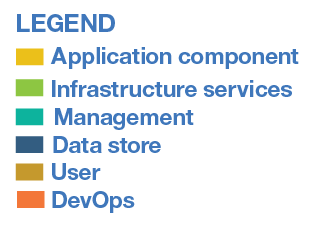 LEGEND
Application component
Infrastructure services
Management
Data store
User
DevOps